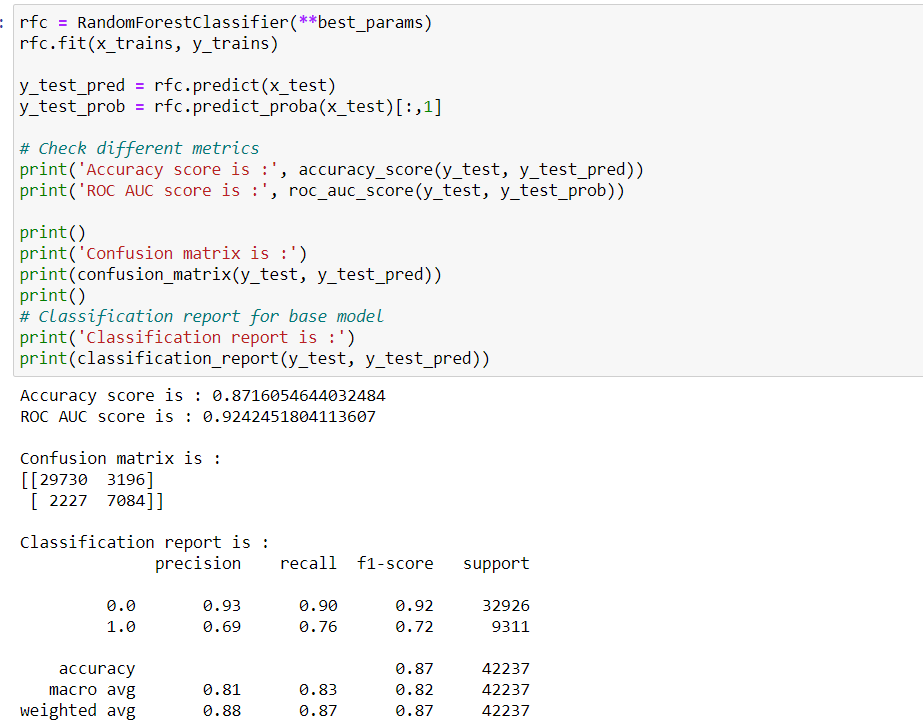 :
rfc = RandomForestClassifier(**best_params)
rfc.fit(x_trains, y_trains)
y_test_pred = rfc.predict(x_test)
y_test_prob = rfc.predict_proba(x_test)[:,1]
# Check different metrics
print('Accuracy score is :', accuracy_score(y_test, y_test_pred))
print('ROC AUC score is :', roc_auc_score(y_test, y_test_prob))
print()
print('Confusion matrix is :')
print(confusion_matrix(y_test, y_test_pred))
print()
# Classification report for base model
print('Classification report is :')
print(classification_report(y_test, y_test_pred))
Accuracy score is : 0.8716054644032484
ROC AUC score is : 0.9242451804113607
Confusion matrix is :
[[29730  3196]
 [ 2227  7084]]
Classification report is :
              precision    recall  f1-score   support
         0.0       0.93      0.90      0.92     32926
         1.0       0.69      0.76      0.72      9311
    accuracy                           0.87     42237
   macro avg       0.81      0.83      0.82     42237
weighted avg       0.88      0.87      0.87     42237